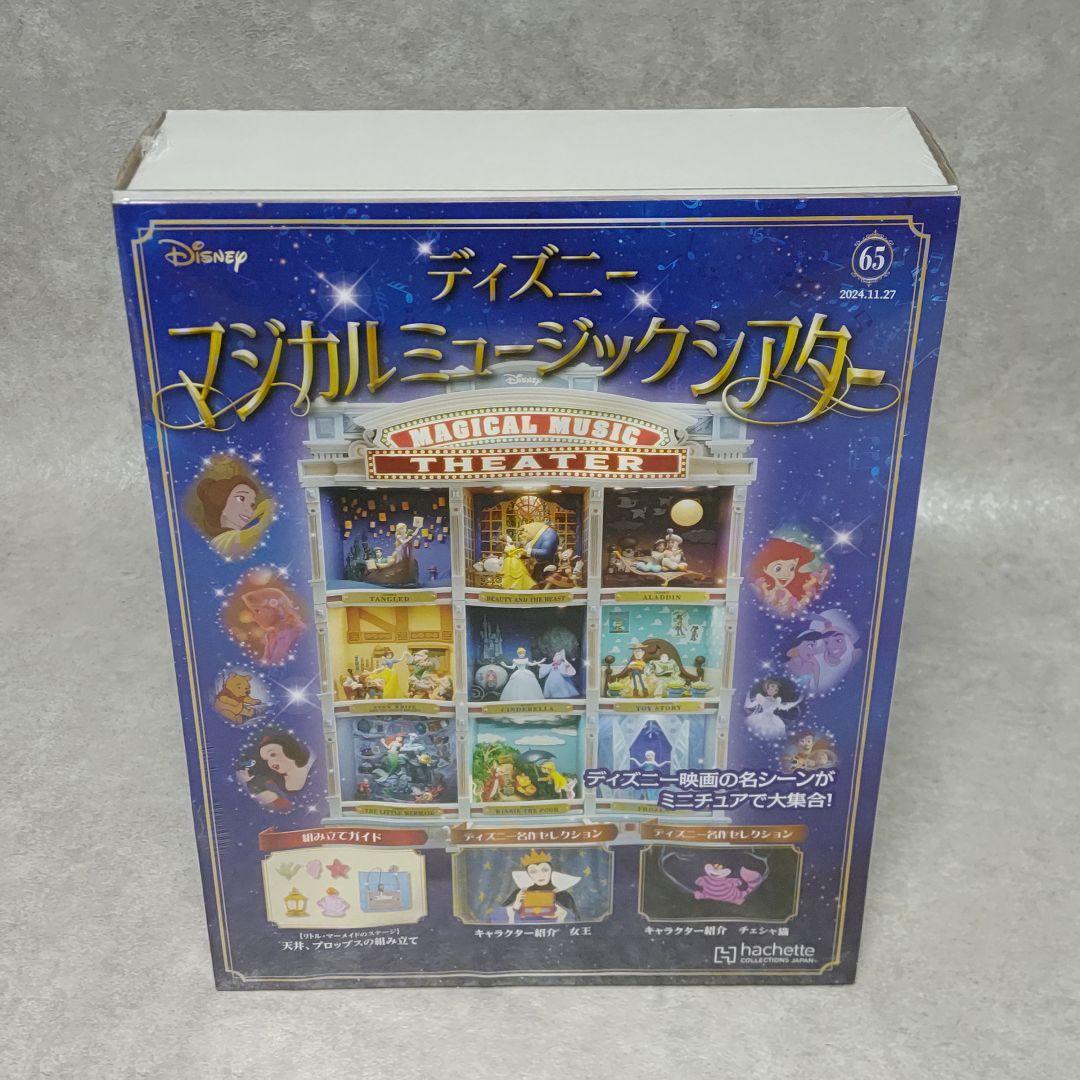 Disney
65
2024.11.27
ディズニー
マジカルミュージックシアター
Disney
MAGICAL MUSIC
THEATER
TANGLED
BEAUTY AND THE BEAST
ALADDIN
SNOW WHITE
CINDERELLA
TOY STORY
THE LITTLE MERMAID
WINNIE THE POOH
ディズニー映画の名シーンが
ミニチュアで大集合!
組み立てガイド
ディズニー名作セレクション
ディズニー名作セレクション
【リトル・マーメイドのステージ】
天井、プロップスの組み立て
キャラクター紹介 女王
キャラクター紹介 チェシャ猫
hachette
COLLECTIONS JAPAN